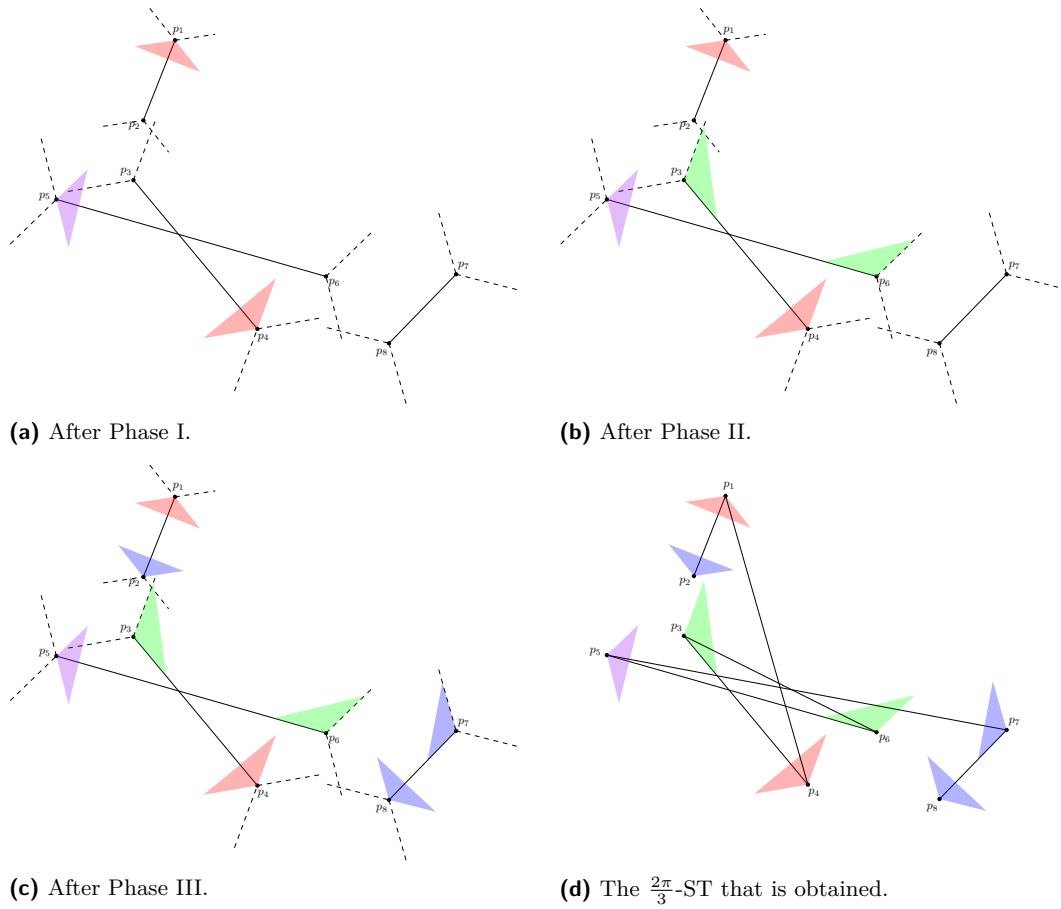 p1
p2
p3
p5
p7
p6
p4
p8
p1
p2
p3
p5
p7
p6
p4
p8
(a) After Phase I.
(b) After Phase II.
p1
p2
p3
p5
p7
p6
p4
p8
p1
p2
p3
p5
p7
p6
p4
p8
(c) After Phase III.
(d) The 2π/3-ST that is obtained.